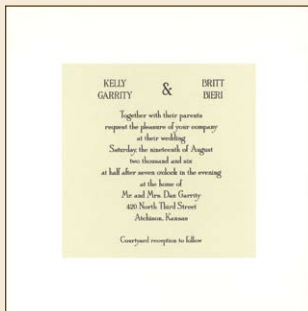 KELLY GARRITY & BRITT BIERI
Together with their parents
request the pleasure of your company
at their wedding
Saturday, the nineteenth of August
two thousand and six
at half after seven o'clock in the evening
at the home of
Mr. and Mrs. Dan Garrity
420 North Third Street
Atchison, Kansas
Courtyard reception to follow